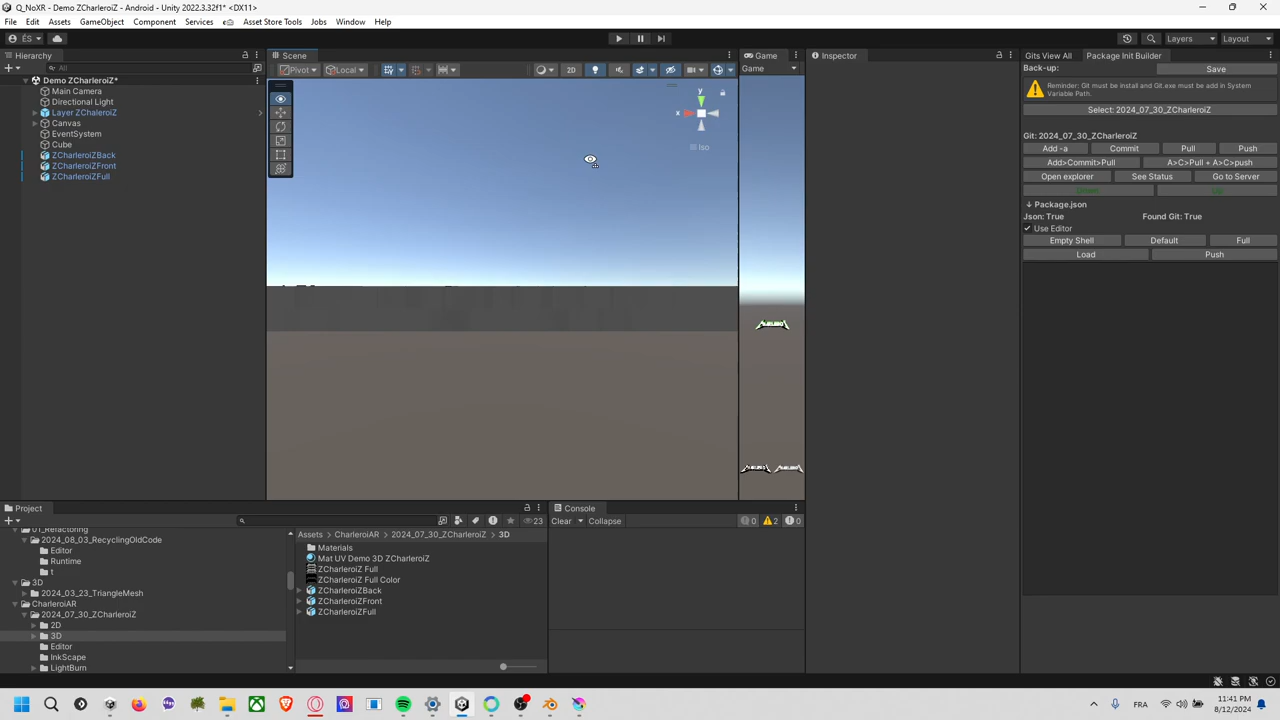 Q_NoXR - Demo ZCharleroiZ - Android - Unity 2022.3.32f1* <DX11>
File Edit Assets GameObject Component Services Asset Store Tools Jobs Window Help
ÉS Layers Layout
Hierarchy Scene Game Inspector Gits View All Package Init Builder
All
Pivot Local 2D Game
Demo ZCharleroiZ*
Main Camera
Directional Light
Layer ZChaleroiZ
Canvas
EventSystem
Cube
ZCharleroiZBack
ZCharleroiZFront
ZCharleroiZFull
y
x
Iso
Back-up: Save
Reminder: Git must be install and Git.exe must be add in System
Variable Path.
Select: 2024_07_30_ZCharleroiZ
Git: 2024_07_30_ZCharleroiZ
Add -a Commit Pull Push
Add>Commit>Pull A>C>Pull + A>C>push
Open explorer See Status Go to Server
Down Up
↓ Package.json
Json: True Found Git: True
Use Editor
Empty Shell Default Full
Load Push
Project Console
23 Clear Collapse 0 2 0
01_Refactoring
2024_08_03_RecyclingOldCode
Editor
Runtime
t
3D
2024_03_23_TriangleMesh
CharleroiAR
2024_07_30_ZCharleroiZ
2D
3D
Editor
InkScape
LightBurn
Assets > CharleroiAR > 2024_07_30_ZCharleroiZ > 3D
Materials
Mat UV Demo 3D ZCharleroiZ
ZCharleroiZ Full
ZCharleroiZ Full Color
ZCharleroiZBack
ZCharleroiZFront
ZCharleroiZFull
FRA 11:41 PM
8/12/2024